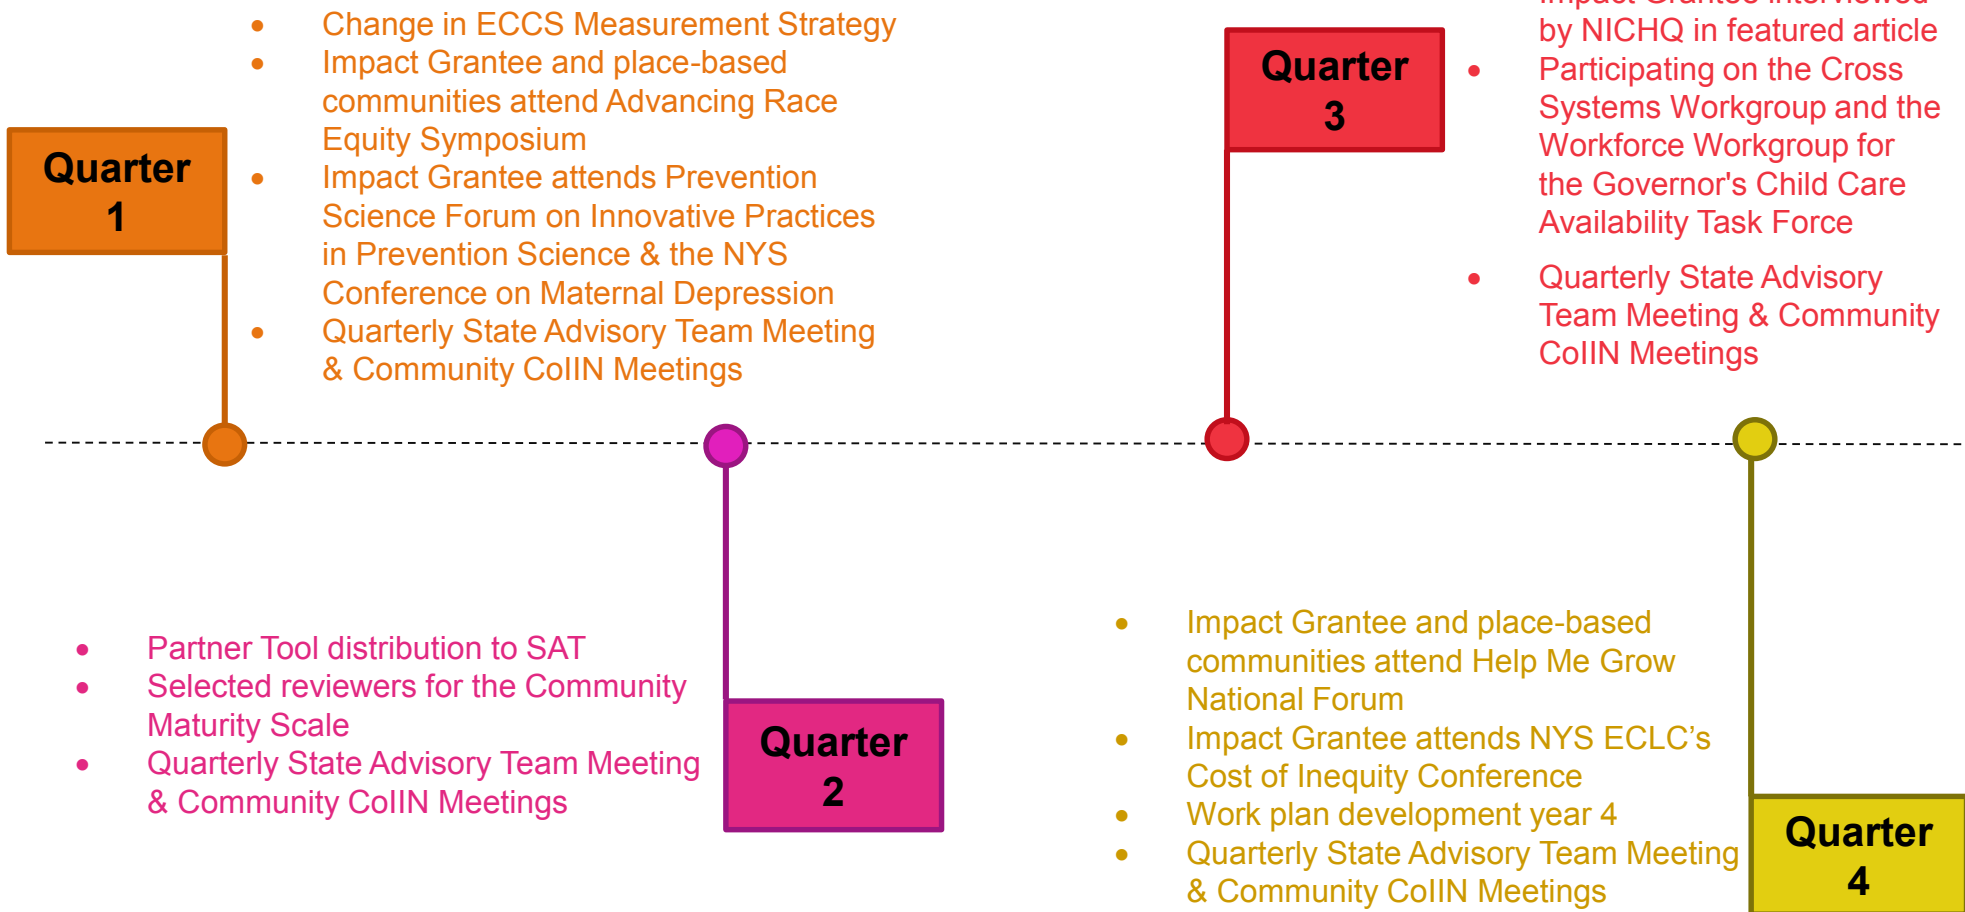 Quarter
1
• Change in ECCS Measurement Strategy
• Impact Grantee and place-based
communities attend Advancing Race
Equity Symposium
• Impact Grantee attends Prevention
Science Forum on Innovative Practices
in Prevention Science & the NYS
Conference on Maternal Depression
• Quarterly State Advisory Team Meeting
& Community CoIIN Meetings
Quarter
3
Impact Grantee interviewed
by NICHQ in featured article
• Participating on the Cross
Systems Workgroup and the
Workforce Workgroup for
the Governor's Child Care
Availability Task Force
• Quarterly State Advisory
Team Meeting & Community
CoIIN Meetings
• Partner Tool distribution to SAT
• Selected reviewers for the Community
Maturity Scale
• Quarterly State Advisory Team Meeting
& Community CoIIN Meetings
Quarter
2
• Impact Grantee and place-based
communities attend Help Me Grow
National Forum
• Impact Grantee attends NYS ECLC’s
Cost of Inequity Conference
• Work plan development year 4
• Quarterly State Advisory Team Meeting
& Community CoIIN Meetings
Quarter
4